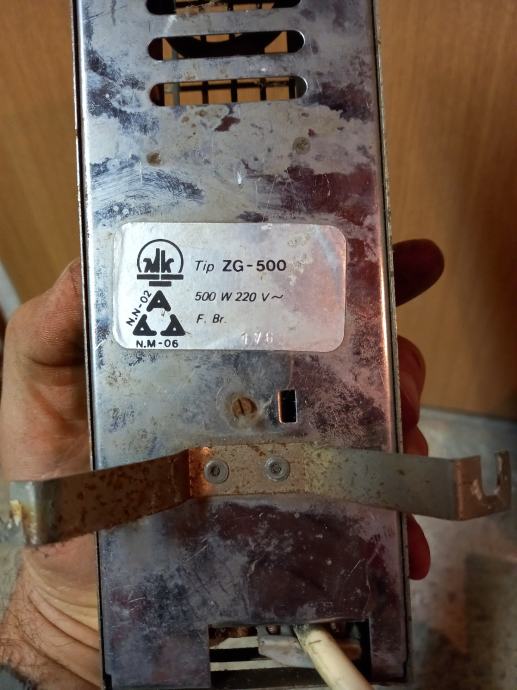 Tip ZG-500
500 W 220 V~
F. Br.
N.N-02
A
A A
N.M-06